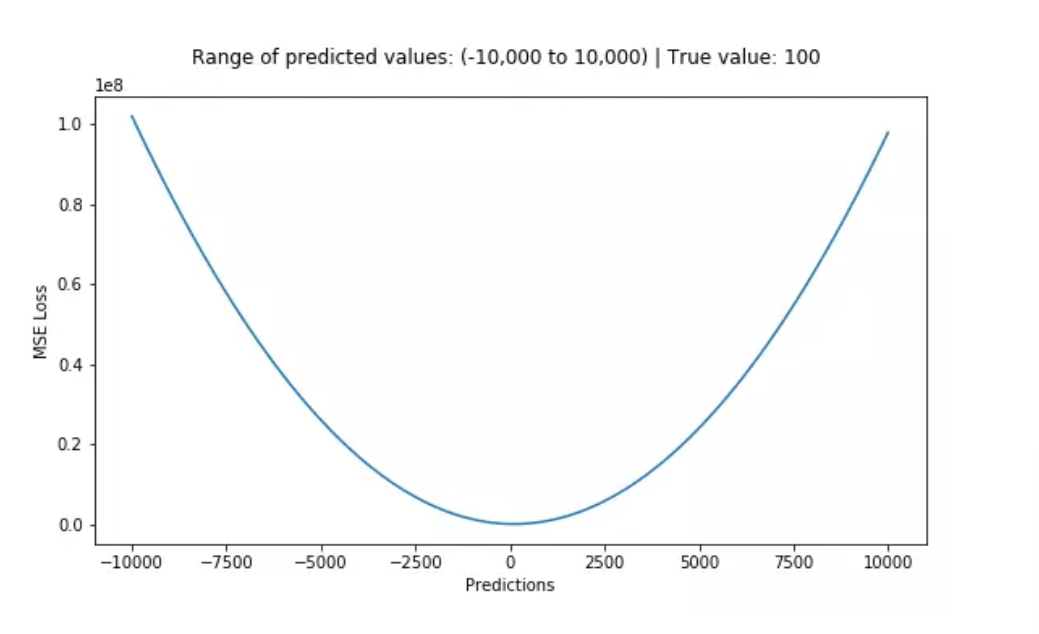 Range of predicted values: (-10,000 to 10,000) | True value: 100
1e8
1.0
0.8
0.6
0.4
0.2
0.0
MSE Loss
−10000 −7500 −5000 −2500 0 2500 5000 7500 10000
Predictions